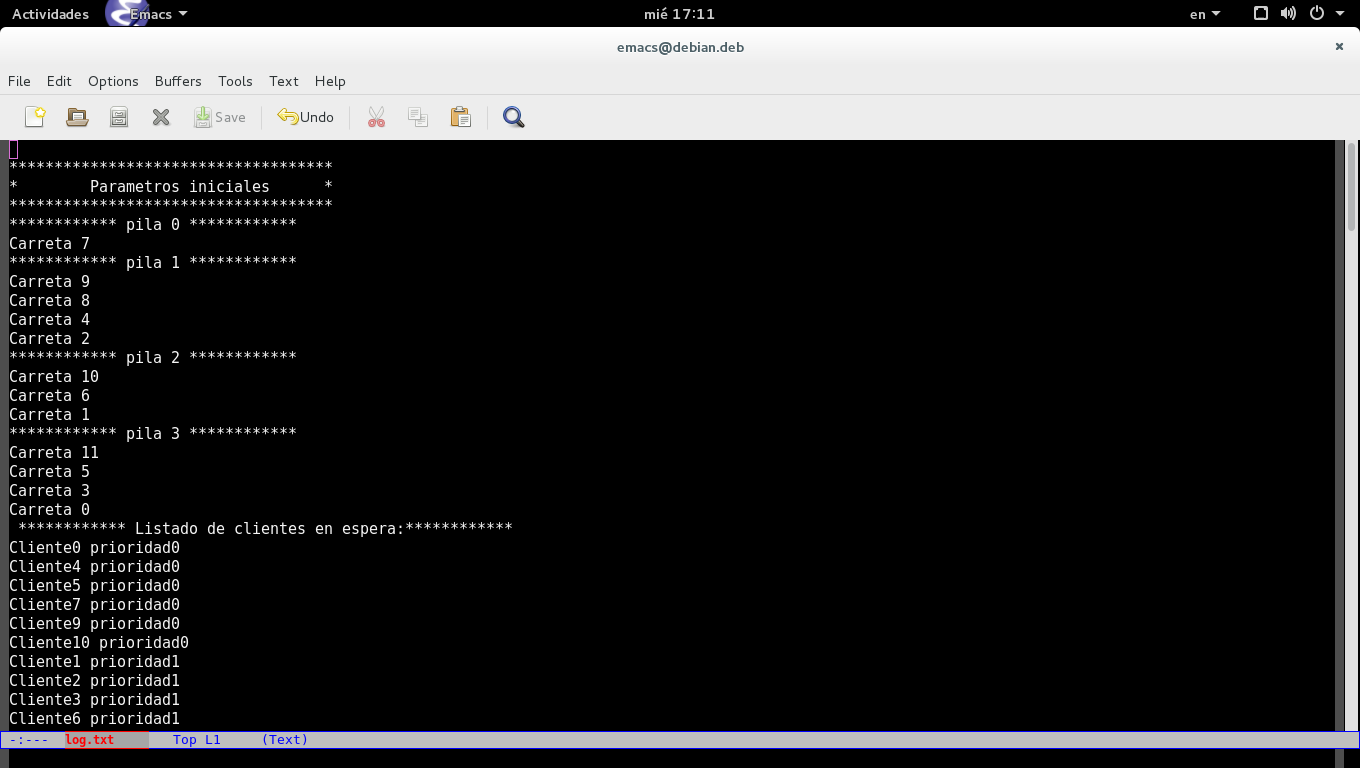 Actividades Emacs mié 17:11 en
emacs@debian.deb ×
File Edit Options Buffers Tools Text Help
Save Undo
************************************
*        Parametros iniciales      *
************************************
************ pila 0 ************
Carreta 7
************ pila 1 ************
Carreta 9
Carreta 8
Carreta 4
Carreta 2
************ pila 2 ************
Carreta 10
Carreta 6
Carreta 1
************ pila 3 ************
Carreta 11
Carreta 5
Carreta 3
Carreta 0
 ************ Listado de clientes en espera:************
Cliente0 prioridad0
Cliente4 prioridad0
Cliente5 prioridad0
Cliente7 prioridad0
Cliente9 prioridad0
Cliente10 prioridad0
Cliente1 prioridad1
Cliente2 prioridad1
Cliente3 prioridad1
Cliente6 prioridad1
-:--- log.txt Top L1 (Text)